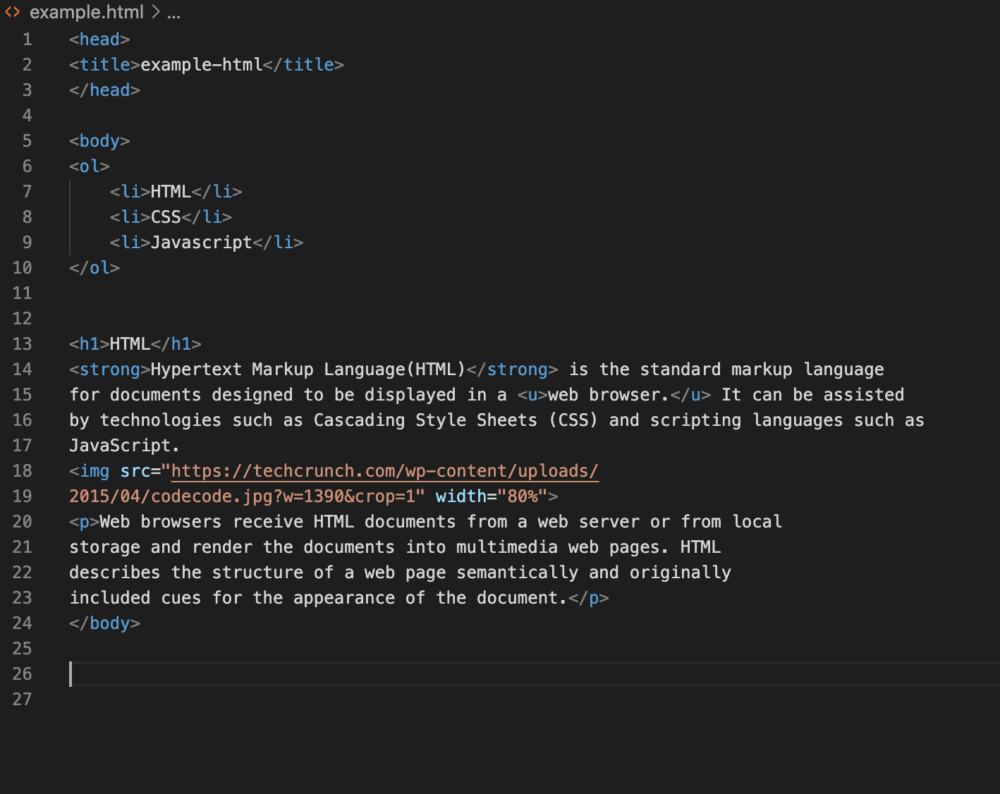 <> example.html > ...
1 <head>
2 <title>example-html</title>
3 </head>
4
5 <body>
6 <ol>
7     <li>HTML</li>
8     <li>CSS</li>
9     <li>Javascript</li>
10 </ol>
11
12
13 <h1>HTML</h1>
14 <strong>Hypertext Markup Language(HTML)</strong> is the standard markup language
15 for documents designed to be displayed in a <u>web browser.</u> It can be assisted
16 by technologies such as Cascading Style Sheets (CSS) and scripting languages such as
17 JavaScript.
18 <img src="https://techcrunch.com/wp-content/uploads/
19 2015/04/codecode.jpg?w=1390&crop=1" width="80%">
20 <p>Web browsers receive HTML documents from a web server or from local
21 storage and render the documents into multimedia web pages. HTML
22 describes the structure of a web page semantically and originally
23 included cues for the appearance of the document.</p>
24 </body>
25
26
27